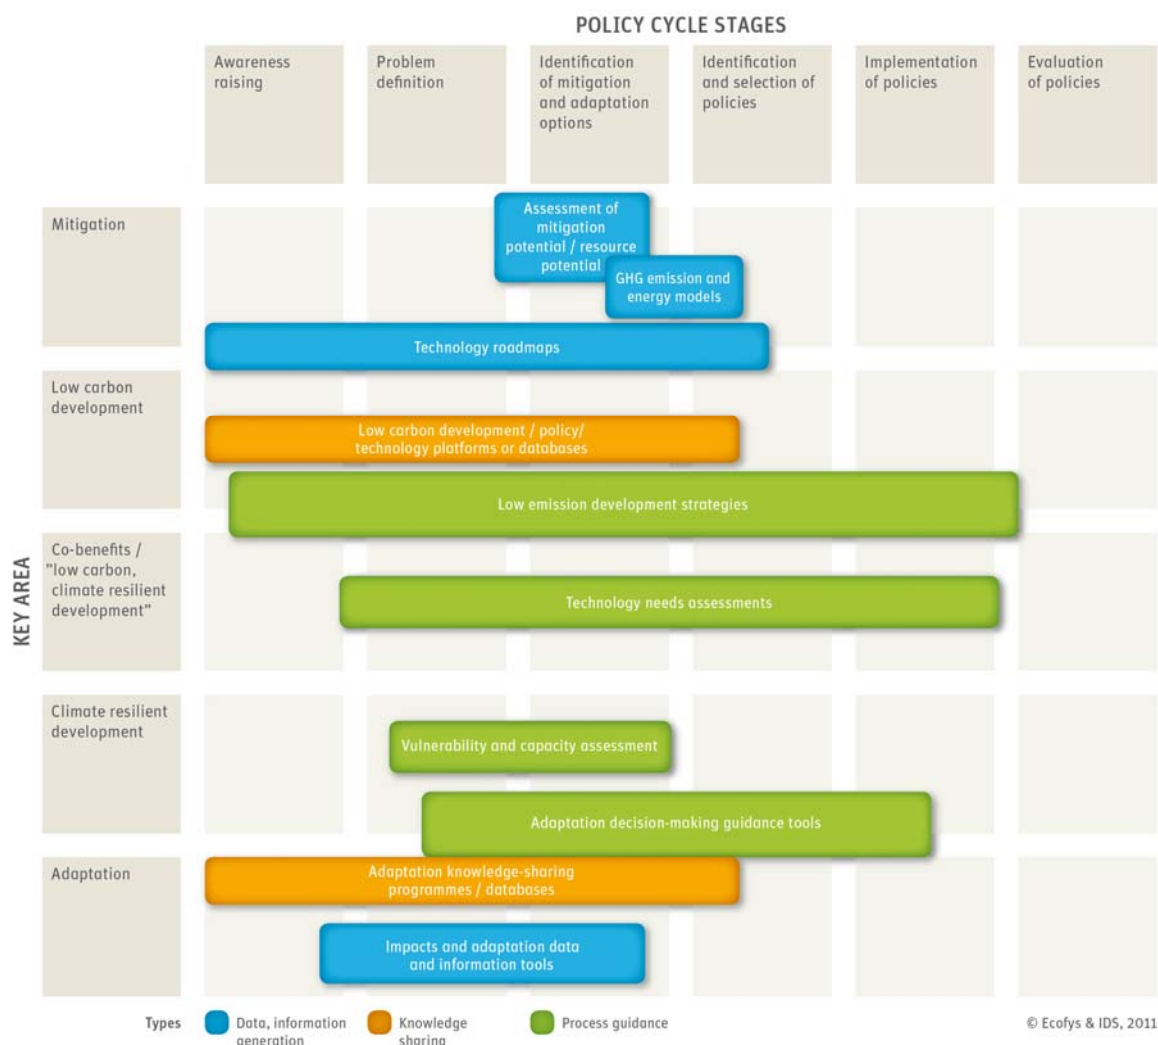 POLICY CYCLE STAGES
Awareness
raising
Problem
definition
Identification
of mitigation
and adaptation
options
Identification
and selection of
policies
Implementation
of policies
Evaluation
of policies
KEY AREA
Mitigation
Assessment of
mitigation
potential / resource
potential
GHG emission and
energy models
Technology roadmaps
Low carbon
development
Low carbon development / policy/
technology platforms or databases
Low emission development strategies
Co-benefits /
"low carbon,
climate resilient
development”
Technology needs assessments
Climate resilient
development
Vulnerability and capacity assessment
Adaptation decision-making guidance tools
Adaptation
Adaptation knowledge-sharing
programmes / databases
Impacts and adaptation data
and information tools
Types
Data, information
generation
Knowledge
sharing
Process guidance
© Ecofys & IDS, 2011